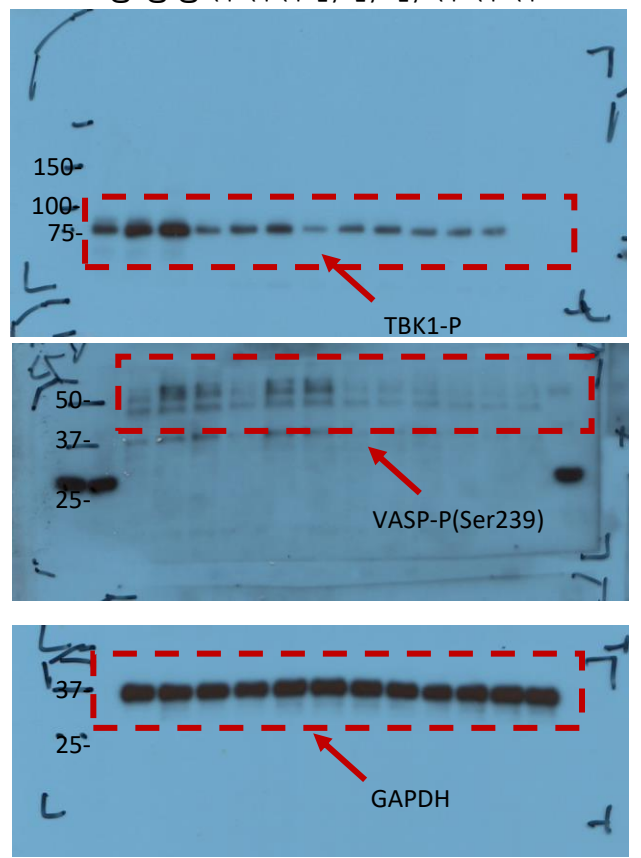 150-
100-
75-
TBK1-P
50-
37-
25-
VASP-P(Ser239)
37-
25-
GAPDH